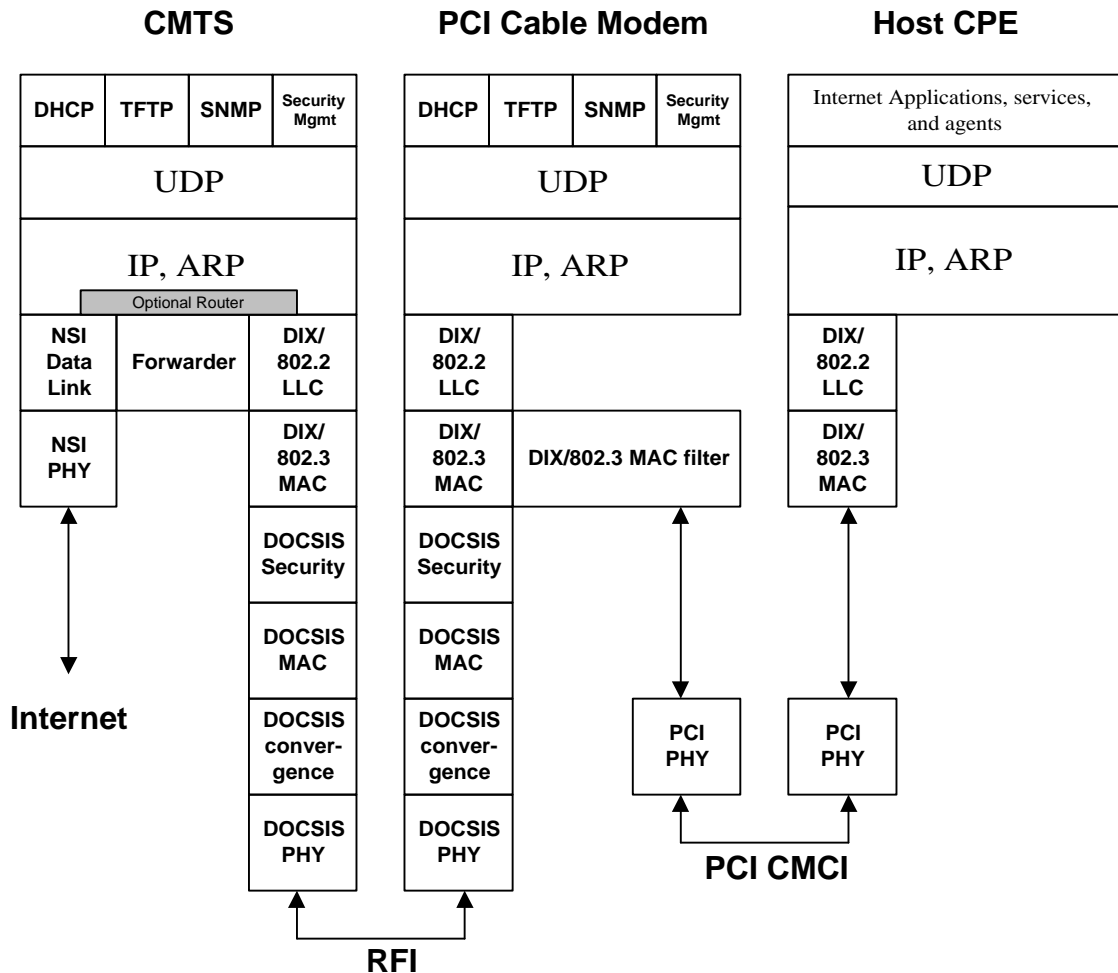 CMTS
PCI Cable Modem
Host CPE
DHCP
TFTP
SNMP
Security
Mgmt
DHCP
TFTP
SNMP
Security
Mgmt
Internet Applications, services,
and agents
UDP
UDP
UDP
IP, ARP
IP, ARP
IP, ARP
Optional Router
NSI
Data
Link
Forwarder
DIX/
802.2
LLC
DIX/
802.2
LLC
DIX/
802.2
LLC
NSI
PHY
DIX/
802.3
MAC
DIX/
802.3
MAC
DIX/802.3 MAC filter
DIX/
802.3
MAC
DOCSIS
Security
DOCSIS
Security
DOCSIS
MAC
DOCSIS
MAC
Internet
DOCSIS
conver-
gence
DOCSIS
conver-
gence
PCI
PHY
PCI
PHY
DOCSIS
PHY
DOCSIS
PHY
PCI CMCI
RFI